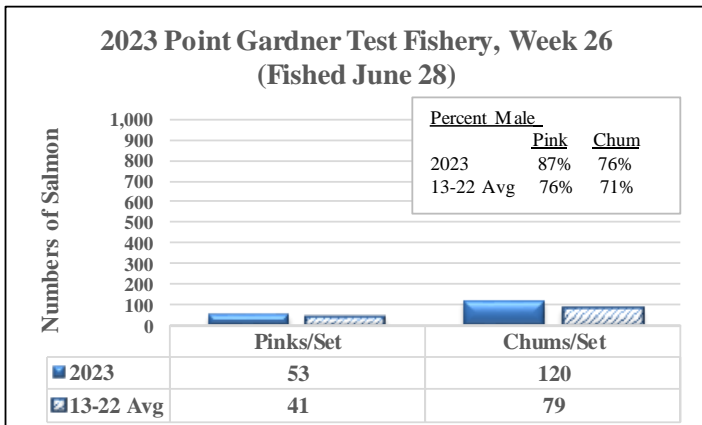 2023 Point Gardner Test Fishery, Week 26
(Fished June 28)
Numbers of Salmon
1,000
900
800
700
600
500
400
300
200
100
0
Percent Male
Pink Chum
2023 87% 76%
13-22 Avg 76% 71%
Pinks/Set Chums/Set
2023 53 120
13-22 Avg 41 79